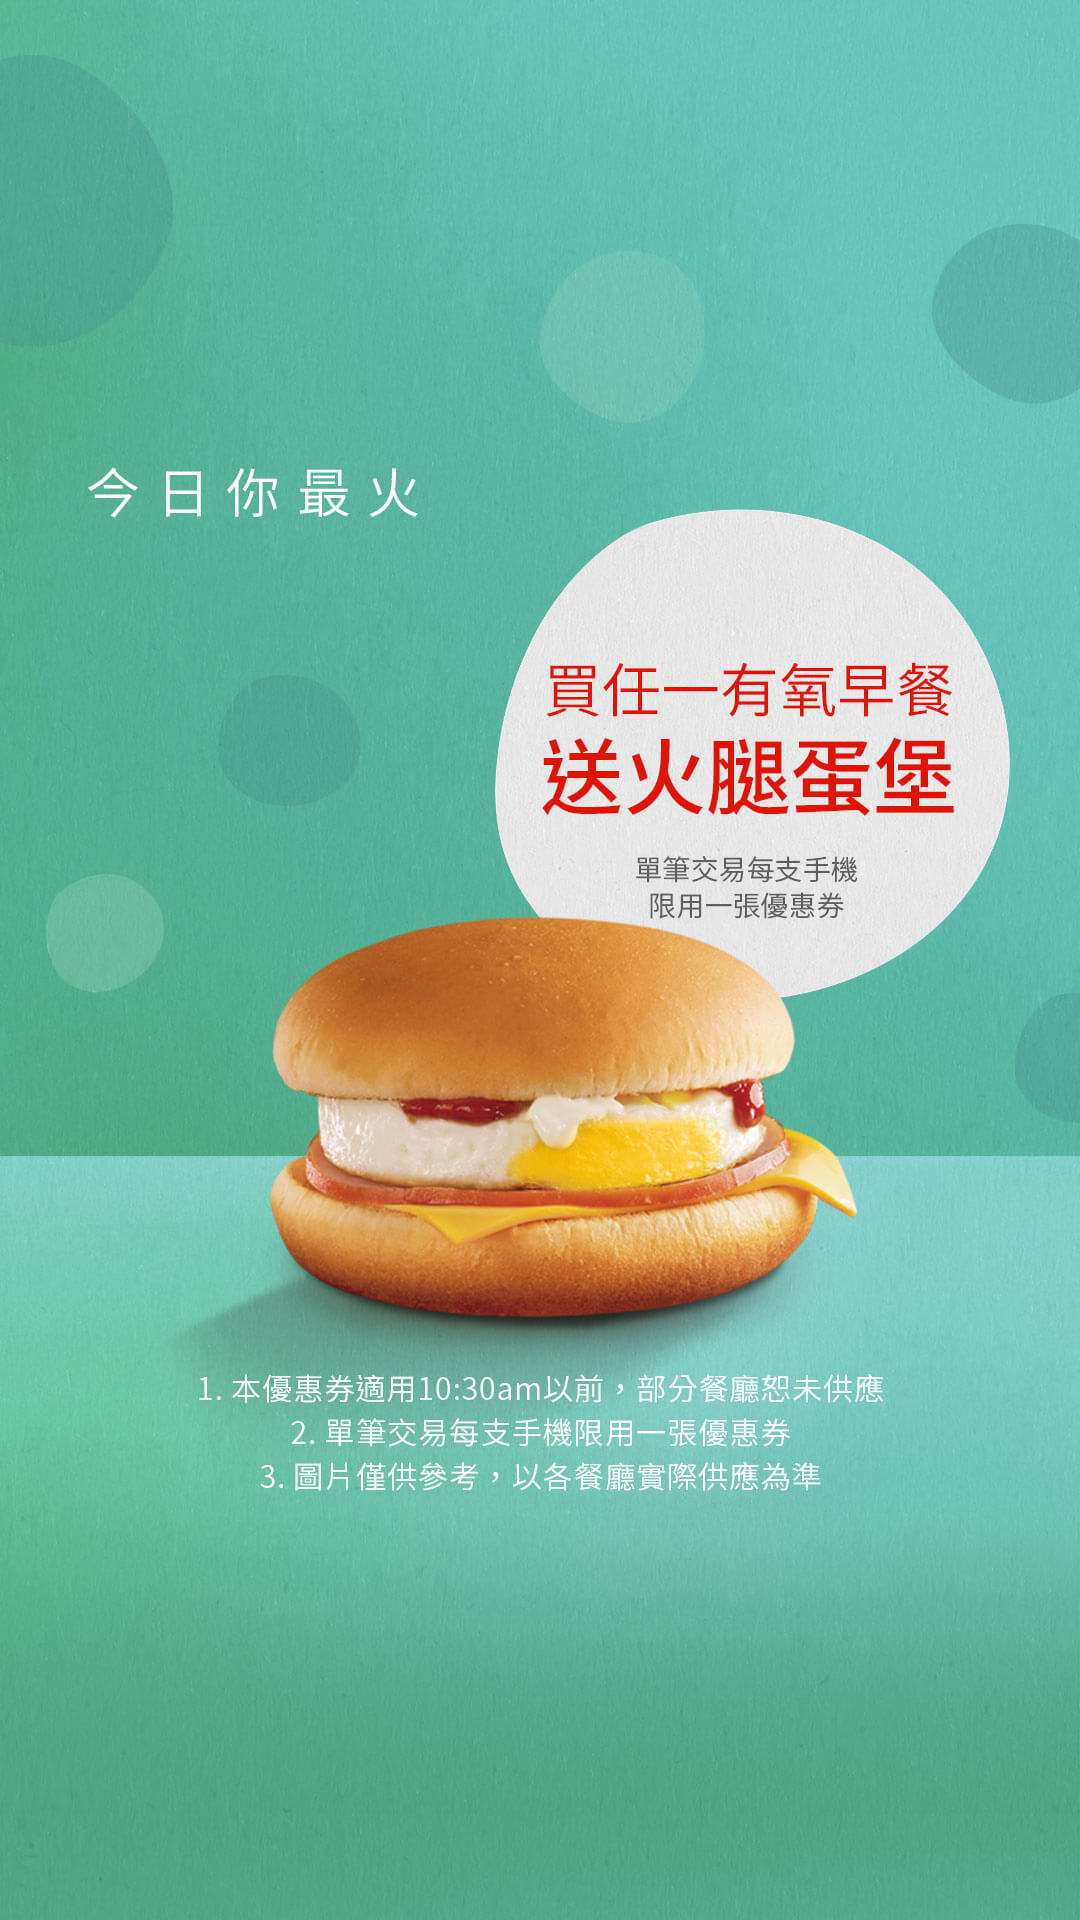 今日你最火
買任一有氧早餐
送火腿蛋堡
單筆交易每支手機
限用一張優惠券
1. 本優惠券適用10:30am以前，部分餐廳恕未供應
2. 單筆交易每支手機限用一張優惠券
3. 圖片僅供參考，以各餐廳實際供應為準